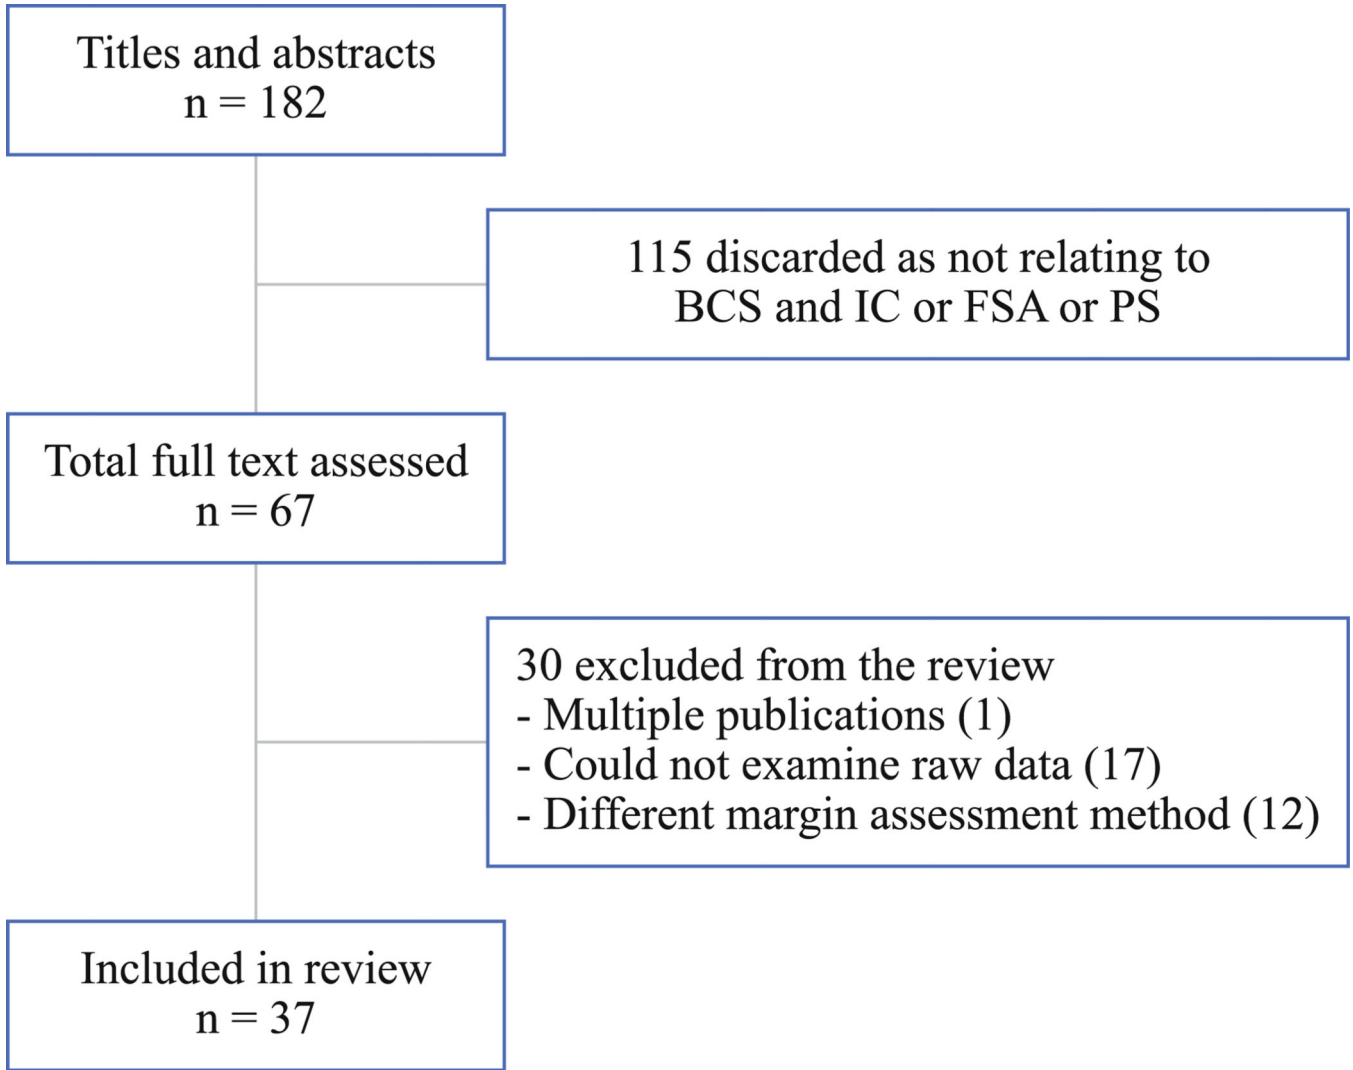 Titles and abstracts
n = 182
115 discarded as not relating to
BCS and IC or FSA or PS
Total full text assessed
n = 67
30 excluded from the review
- Multiple publications (1)
- Could not examine raw data (17)
- Different margin assessment method (12)
Included in review
n = 37